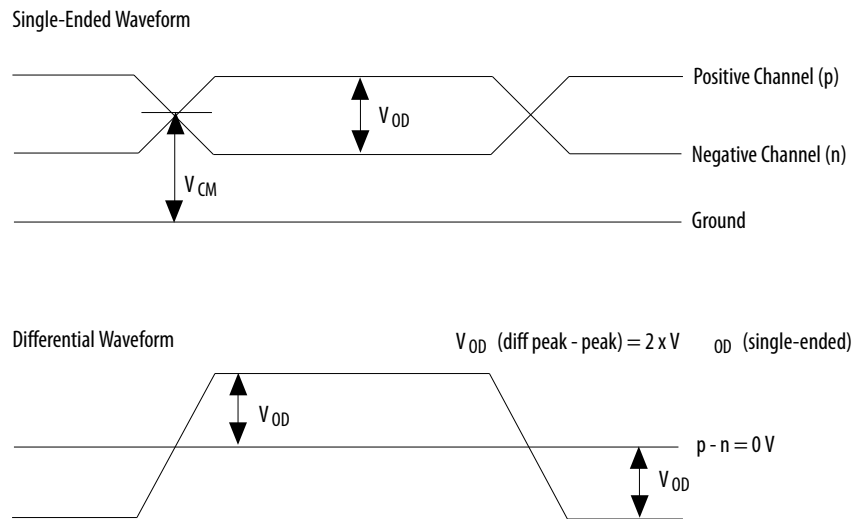 Single-Ended Waveform
Positive Channel (p)
V OD
Negative Channel (n)
V CM
Ground
Differential Waveform
V OD (diff peak - peak) = 2 x V OD (single-ended)
V OD
p - n = 0 V
V OD